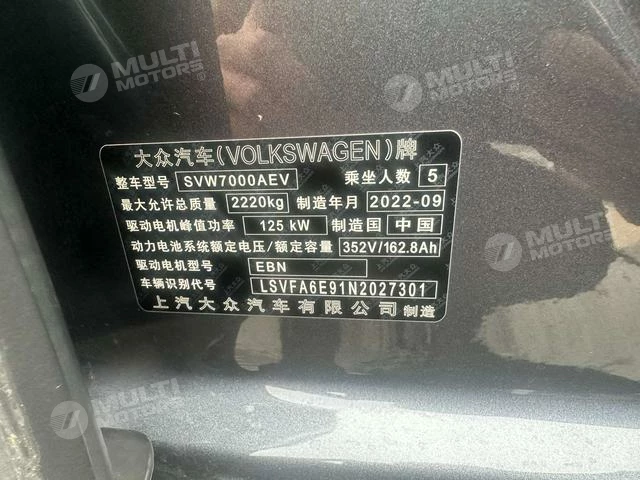 MULTI MOTORS
MULTI MOTORS
大众汽车(VOLKSWAGEN)牌
整车型号 SVW7000AEV 乘坐人数 5
最大允许总质量 2220kg 制造年月 2022-09
驱动电机峰值功率 125 kW 制造国 中国
动力电池系统额定电压/额定容量 352V/162.8Ah
驱动电机型号 EBN
车辆识别代号 LSVFA6E91N2027301
上汽大众汽车有限公司 制造
MULTI MOTORS
MULTI MOTORS